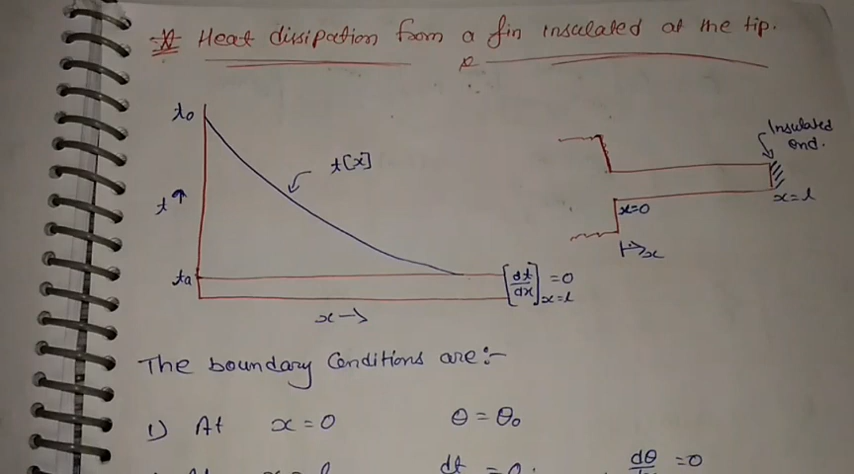 * Heat dissipation from a fin insulated at the tip.
t₀
t[x]
t↑
tₐ
x→
[dt/dx]ₓ₌ₗ = 0
Insulated
end.
x=0
x=l
↦x
The boundary Conditions are:-
1) At x = 0 θ = θ₀
dt = 0. dθ = 0